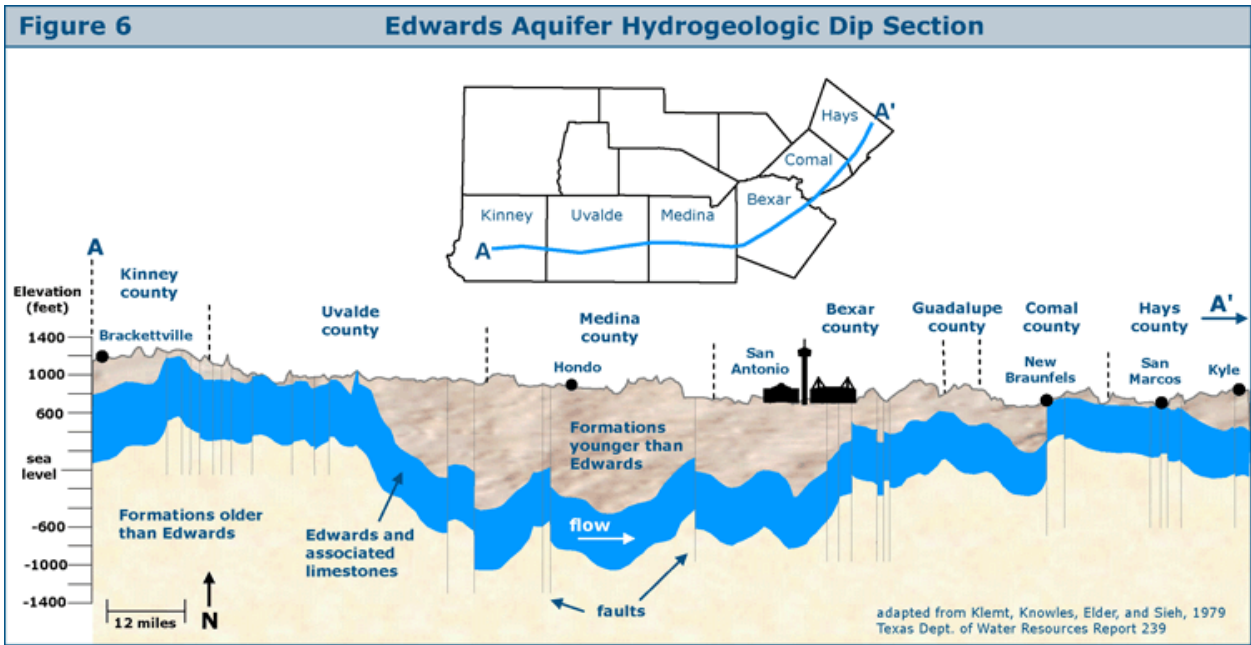 Figure 6
Edwards Aquifer Hydrogeologic Dip Section
A'
Hays
Comal
Bexar
Kinney
Uvalde
Medina
A
A
Kinney
county
Elevation
(feet)
Uvalde
county
Medina
county
Bexar
county
Guadalupe
county
Comal
county
Hays
county
A'
Brackettville
Hondo
San
Antonio
New
Braunfels
San
Marcos
Kyle
1400
1000
600
sea
level
-600
-1000
-1400
Formations
younger than
Edwards
Formations older
than Edwards
Edwards and
associated
limestones
flow
faults
12 miles
N
adapted from Klemt, Knowles, Elder, and Sieh, 1979
Texas Dept. of Water Resources Report 239